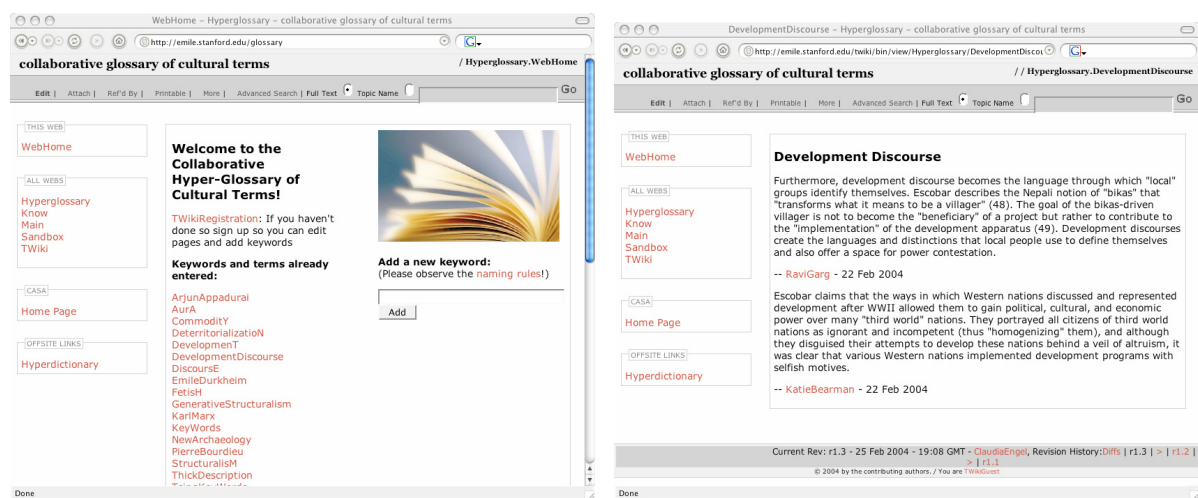 WebHome – Hyperglossary – collaborative glossary of cultural terms
http://emile.stanford.edu/glossary
G
collaborative glossary of cultural terms
/ Hyperglossary.WebHome
Edit | Attach | Ref'd By | Printable | More | Advanced Search | Full Text Topic Name Go
THIS WEB
WebHome
ALL WEBS
Hyperglossary
Know
Main
Sandbox
TWiki
CASA
Home Page
OFFSITE LINKS
Hyperdictionary
Welcome to the
Collaborative
Hyper-Glossary of
Cultural Terms!
TWikiRegistration: If you haven't
done so sign up so you can edit
pages and add keywords
Keywords and terms already
entered:
ArjunAppadurai
AurA
CommoditY
DeterritorializatioN
DevelopmenT
DevelopmentDiscourse
DiscoursE
EmileDurkheim
FetisH
GenerativeStructuralism
KarlMarx
KeyWords
NewArchaeology
PierreBourdieu
StructuralisM
ThickDescription
Add a new keyword:
(Please observe the naming rules!)
Add
Done
DevelopmentDiscourse – Hyperglossary – collaborative glossary of cultural terms
http://emile.stanford.edu/twiki/bin/view/Hyperglossary/DevelopmentDiscou
G
collaborative glossary of cultural terms
/ / Hyperglossary.DevelopmentDiscourse
Edit | Attach | Ref'd By | Printable | More | Advanced Search | Full Text Topic Name Go
THIS WEB
WebHome
ALL WEBS
Hyperglossary
Know
Main
Sandbox
TWiki
CASA
Home Page
OFFSITE LINKS
Hyperdictionary
Development Discourse
Furthermore, development discourse becomes the language through which "local"
groups identify themselves. Escobar describes the Nepali notion of "bikas" that
"transforms what it means to be a villager" (48). The goal of the bikas-driven
villager is not to become the "beneficiary" of a project but rather to contribute to
the "implementation" of the development apparatus (49). Development discourses
create the languages and distinctions that local people use to define themselves
and also offer a space for power contestation.
-- RaviGarg - 22 Feb 2004
Escobar claims that the ways in which Western nations discussed and represented
development after WWII allowed them to gain political, cultural, and economic
power over many "third world" nations. They portrayed all citizens of third world
nations as ignorant and incompetent (thus "homogenizing" them), and although
they disguised their attempts to develop these nations behind a veil of altruism, it
was clear that various Western nations implemented development programs with
selfish motives.
-- KatieBearman - 22 Feb 2004
Current Rev: r1.3 - 25 Feb 2004 - 19:08 GMT - ClaudiaEngel, Revision History:Diffs | r1.3 | > | r1.2 |
> | r1.1
© 2004 by the contributing authors. / You are TWikiGuest
Done